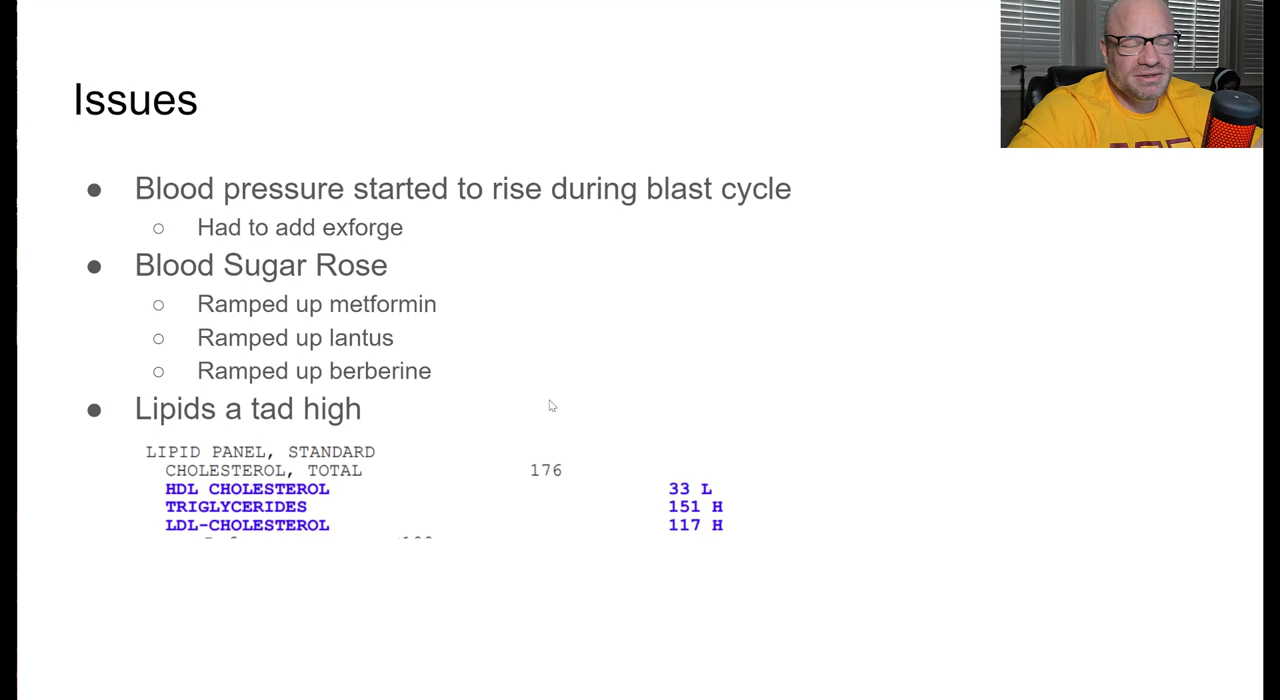 Issues
● Blood pressure started to rise during blast cycle
○ Had to add exforge
● Blood Sugar Rose
○ Ramped up metformin
○ Ramped up lantus
○ Ramped up berberine
● Lipids a tad high
LIPID PANEL, STANDARD
CHOLESTEROL, TOTAL 176
HDL CHOLESTEROL 33 L
TRIGLYCERIDES 151 H
LDL-CHOLESTEROL 117 H